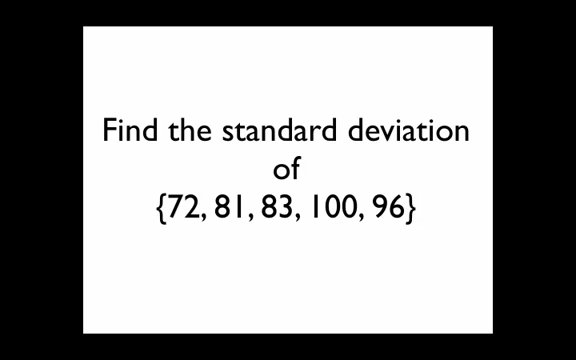 Find the standard deviation
of
{72, 81, 83, 100, 96}